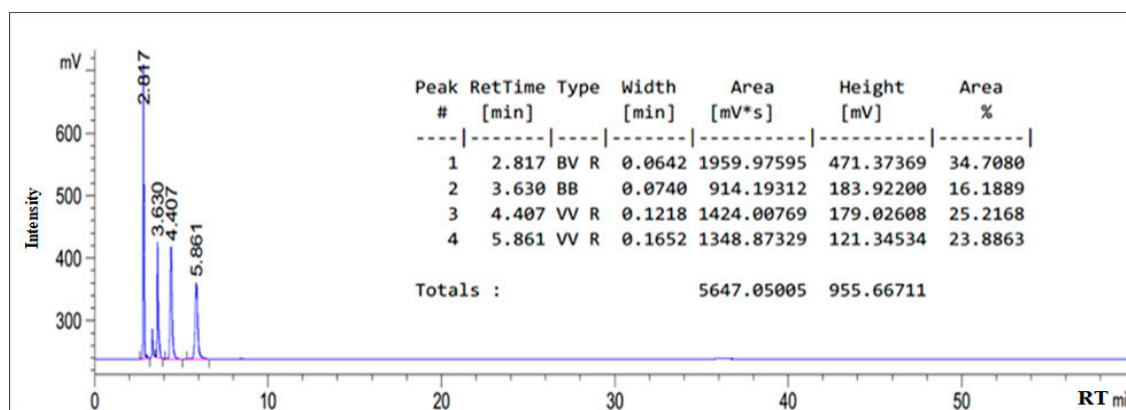 mV
Intensity
600
500
400
300
2.817
3.630
4.407
5.861
Peak RetTime Type Width Area Height Area
# [min] [min] [mV*s] [mV] %
----|-------|----|-------|----------|----------|--------|
1 2.817 BV R 0.0642 1959.97595 471.37369 34.7080
2 3.630 BB 0.0740 914.19312 183.92200 16.1889
3 4.407 VV R 0.1218 1424.00769 179.02608 25.2168
4 5.861 VV R 0.1652 1348.87329 121.34534 23.8863
Totals : 5647.05005 955.66711
0 10 20 30 40 50 RT mi